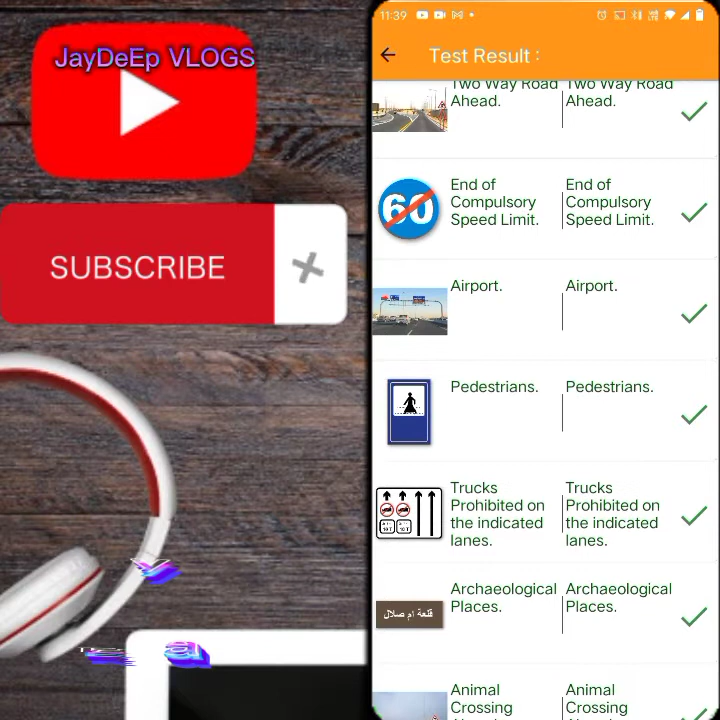 JayDeEp VLOGS
SUBSCRIBE
11:39
Test Result :
Two Way Road
Ahead.
Two Way Road
Ahead.
60
End of
Compulsory
Speed Limit.
End of
Compulsory
Speed Limit.
Airport.
Airport.
Pedestrians.
Pedestrians.
10 T
10 T
Trucks
Prohibited on
the indicated
lanes.
Trucks
Prohibited on
the indicated
lanes.
قلعة ام صلال
Archaeological
Places.
Archaeological
Places.
Animal
Crossing
Animal
Crossing